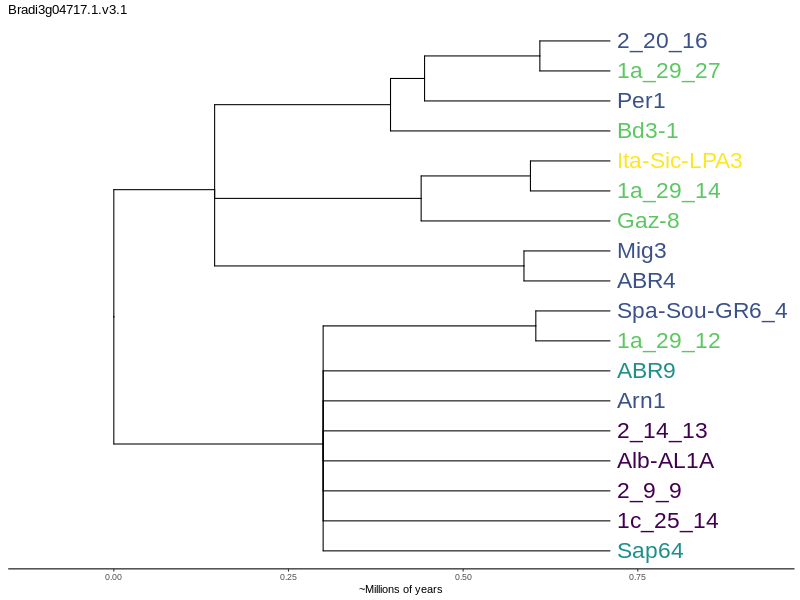 Bradi3g04717.1.v3.1
2_20_16
1a_29_27
Per1
Bd3-1
Ita-Sic-LPA3
1a_29_14
Gaz-8
Mig3
ABR4
Spa-Sou-GR6_4
1a_29_12
ABR9
Arn1
2_14_13
Alb-AL1A
2_9_9
1c_25_14
Sap64
0.00 0.25 0.50 0.75
~Millions of years